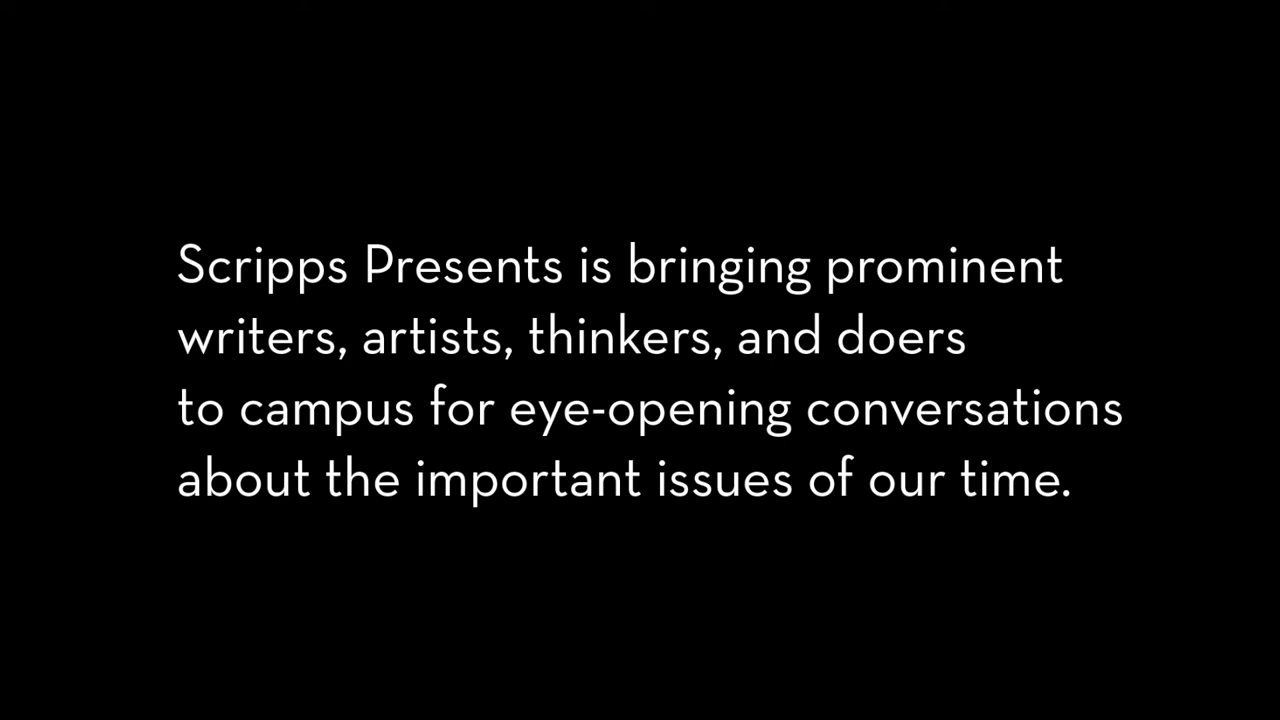 Scripps Presents is bringing prominent
writers, artists, thinkers, and doers
to campus for eye-opening conversations
about the important issues of our time.